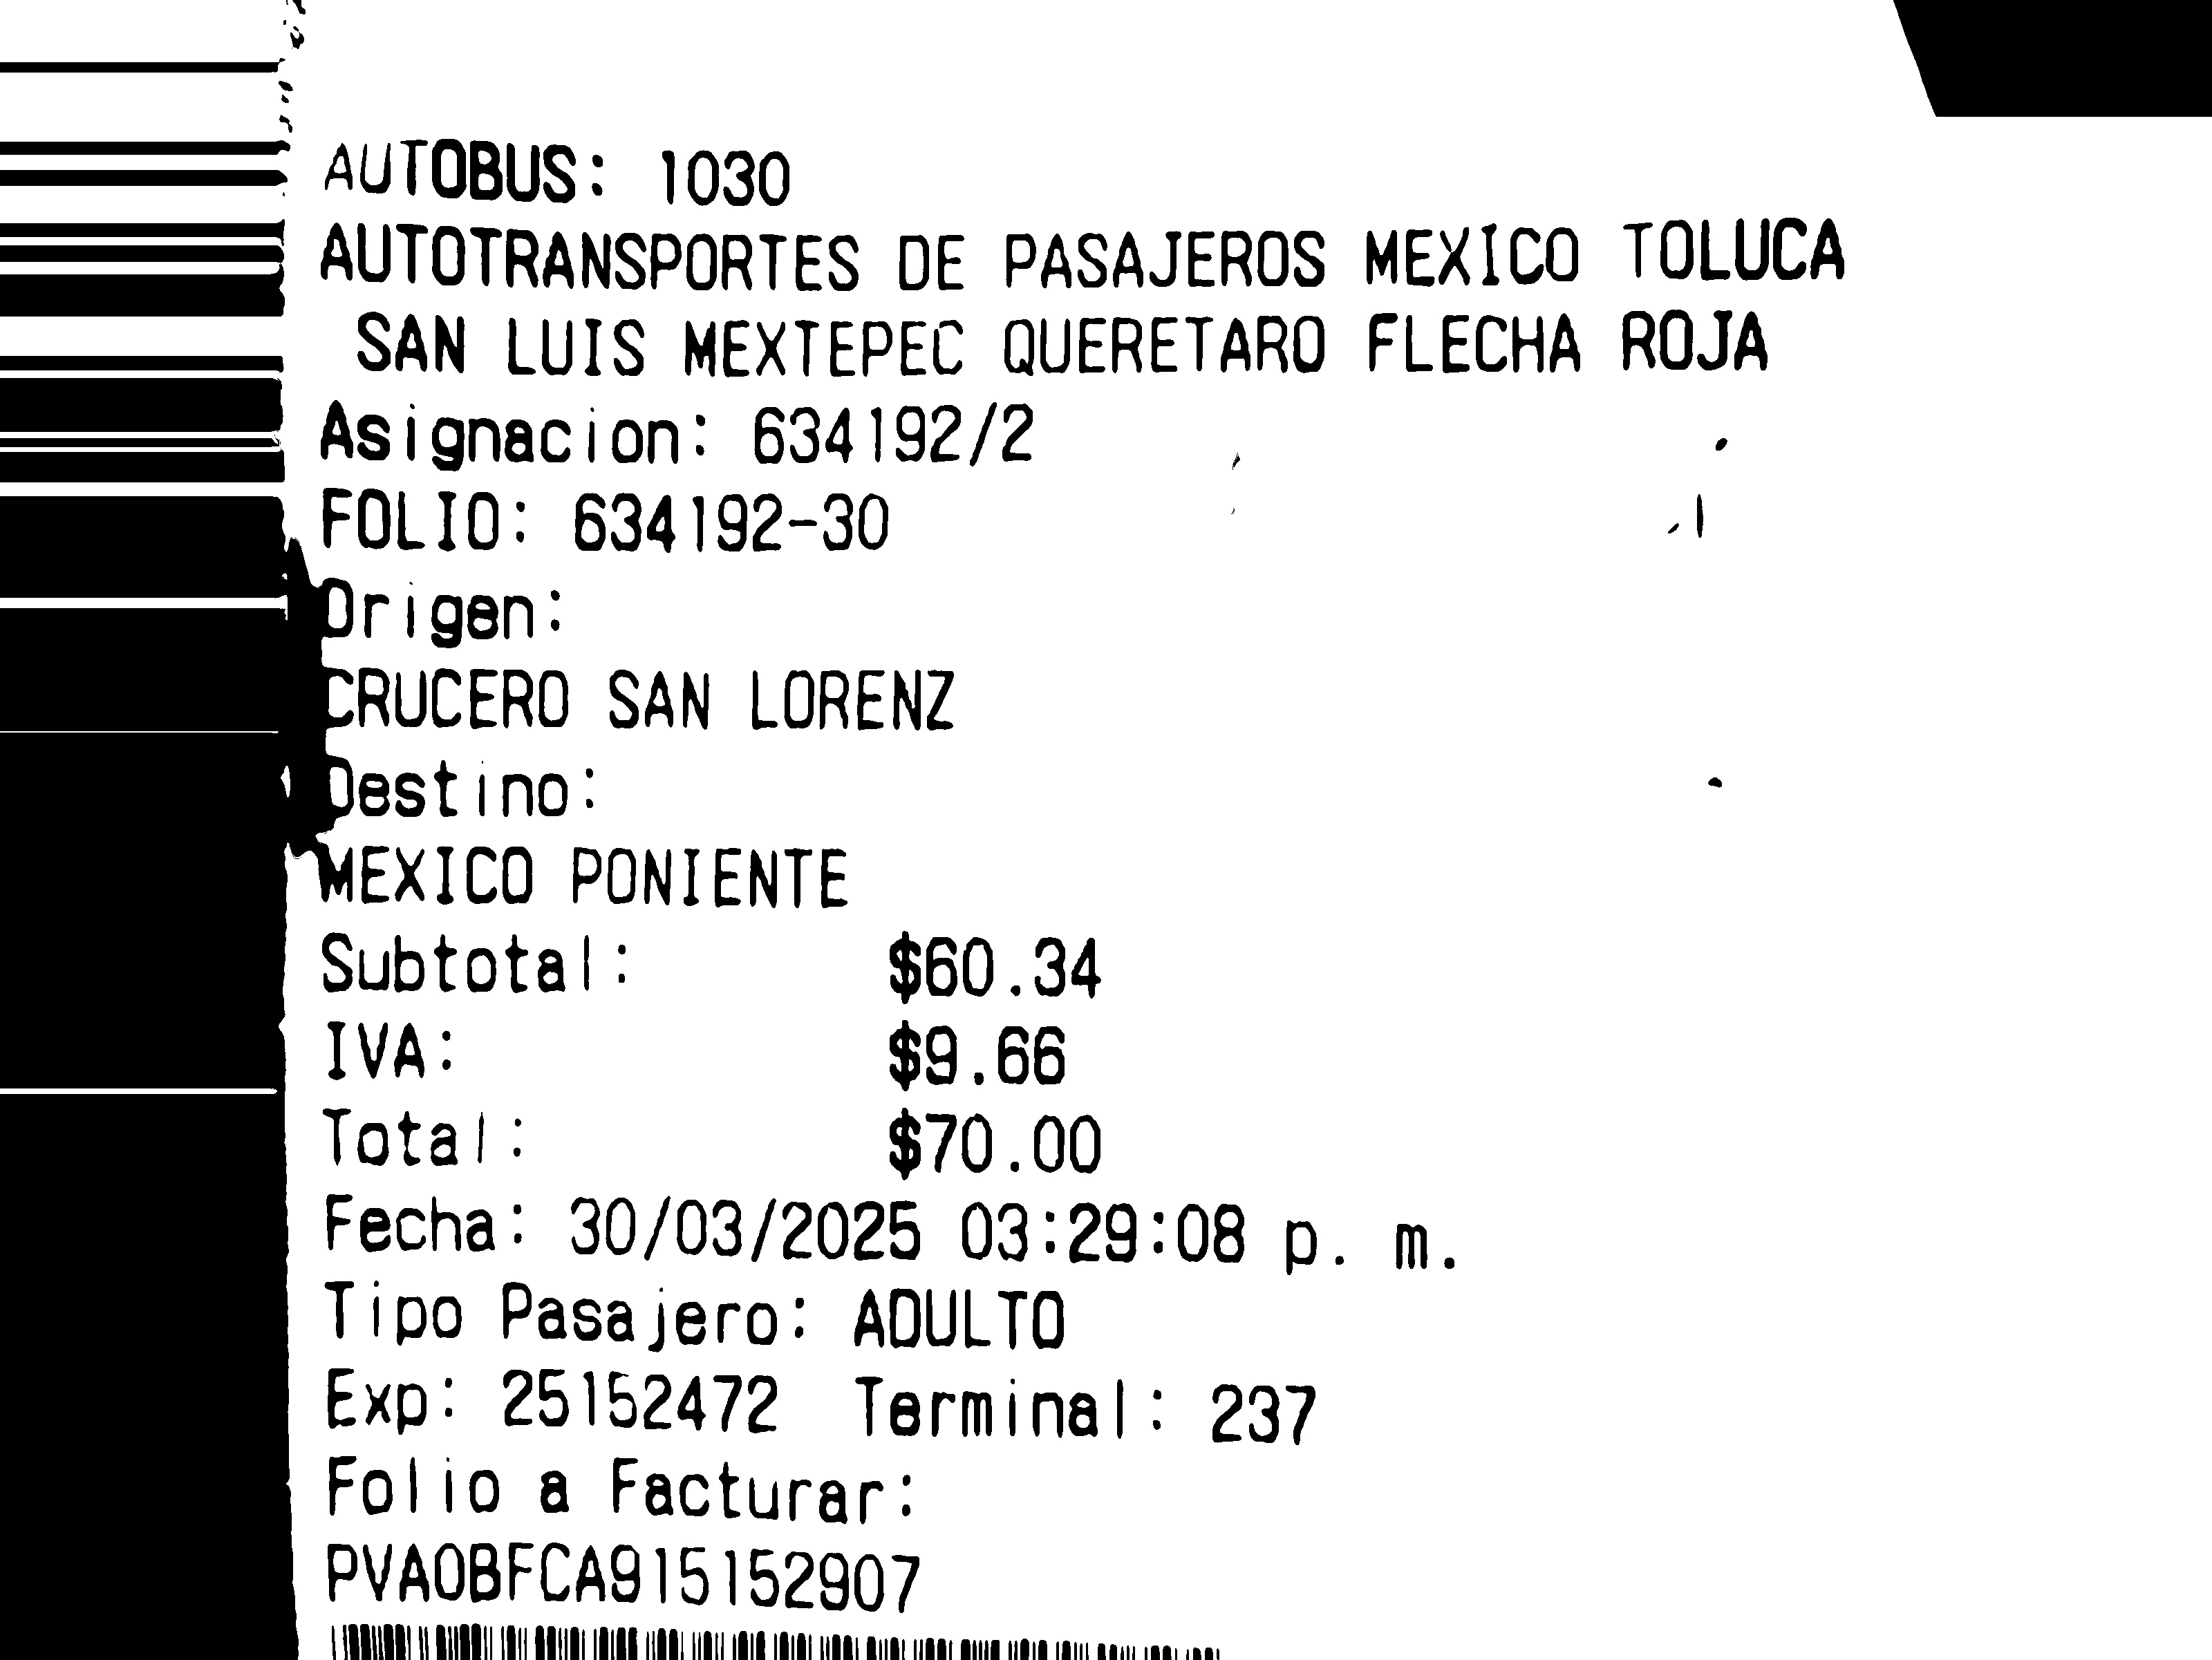 AUTOBUS: 1030
AUTOTRANSPORTES DE PASAJEROS MEXICO TOLUCA
SAN LUIS MEXTEPEC QUERETARO FLECHA ROJA
Asignacion: 634192/2
FOLIO: 634192-30
Origen:
CRUCERO SAN LORENZ
Destino:
MEXICO PONIENTE
Subtotal: $60.34
IVA: $9.66
Total: $70.00
Fecha: 30/03/2025 03:29:08 p. m.
Tipo Pasajero: ADULTO
Exp: 25152472 Terminal: 237
Folio a Facturar:
PVAOBFCA915152907